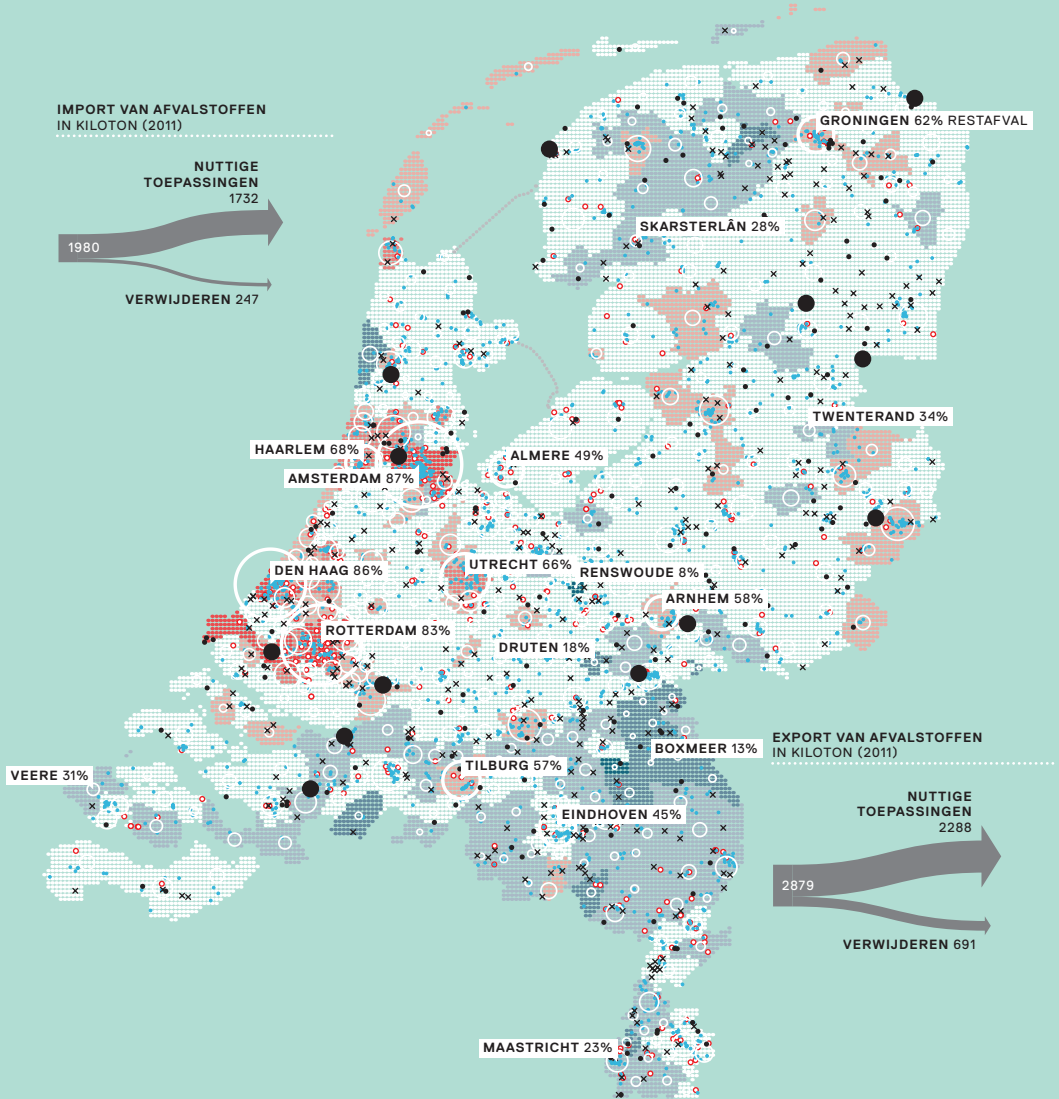 IMPORT VAN AFVALSTOFFEN
IN KILOTON (2011)
NUTTIGE
TOEPASSINGEN
1732
1980
VERWIJDEREN 247
GRONINGEN 62% RESTAFVAL
SKARSTERLÂN 28%
TWENTERAND 34%
HAARLEM 68%
ALMERE 49%
AMSTERDAM 87%
DEN HAAG 86%
UTRECHT 66%
RENSWOUDE 8%
ARNHEM 58%
ROTTERDAM 83%
DRUTEN 18%
EXPORT VAN AFVALSTOFFEN
IN KILOTON (2011)
BOXMEER 13%
TILBURG 57%
VEERE 31%
EINDHOVEN 45%
NUTTIGE
TOEPASSINGEN
2288
2879
VERWIJDEREN 691
MAASTRICHT 23%